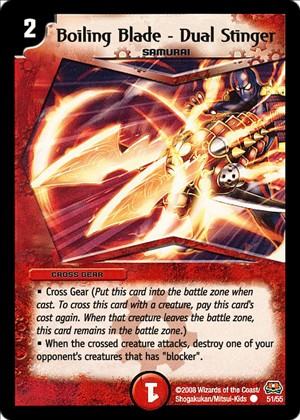 2
Boiling Blade - Dual Stinger
SAMURAI
CROSS GEAR
▪ Cross Gear (Put this card into the battle zone when
cast. To cross this card with a creature, pay this card's
cost again. When that creature leaves the battle zone,
this card remains in the battle zone.)
▪ When the crossed creature attacks, destroy one of your
opponent's creatures that has "blocker".
1
©2008 Wizards of the Coast/
Shogakukan/Mitsui-Kids ● 51/55